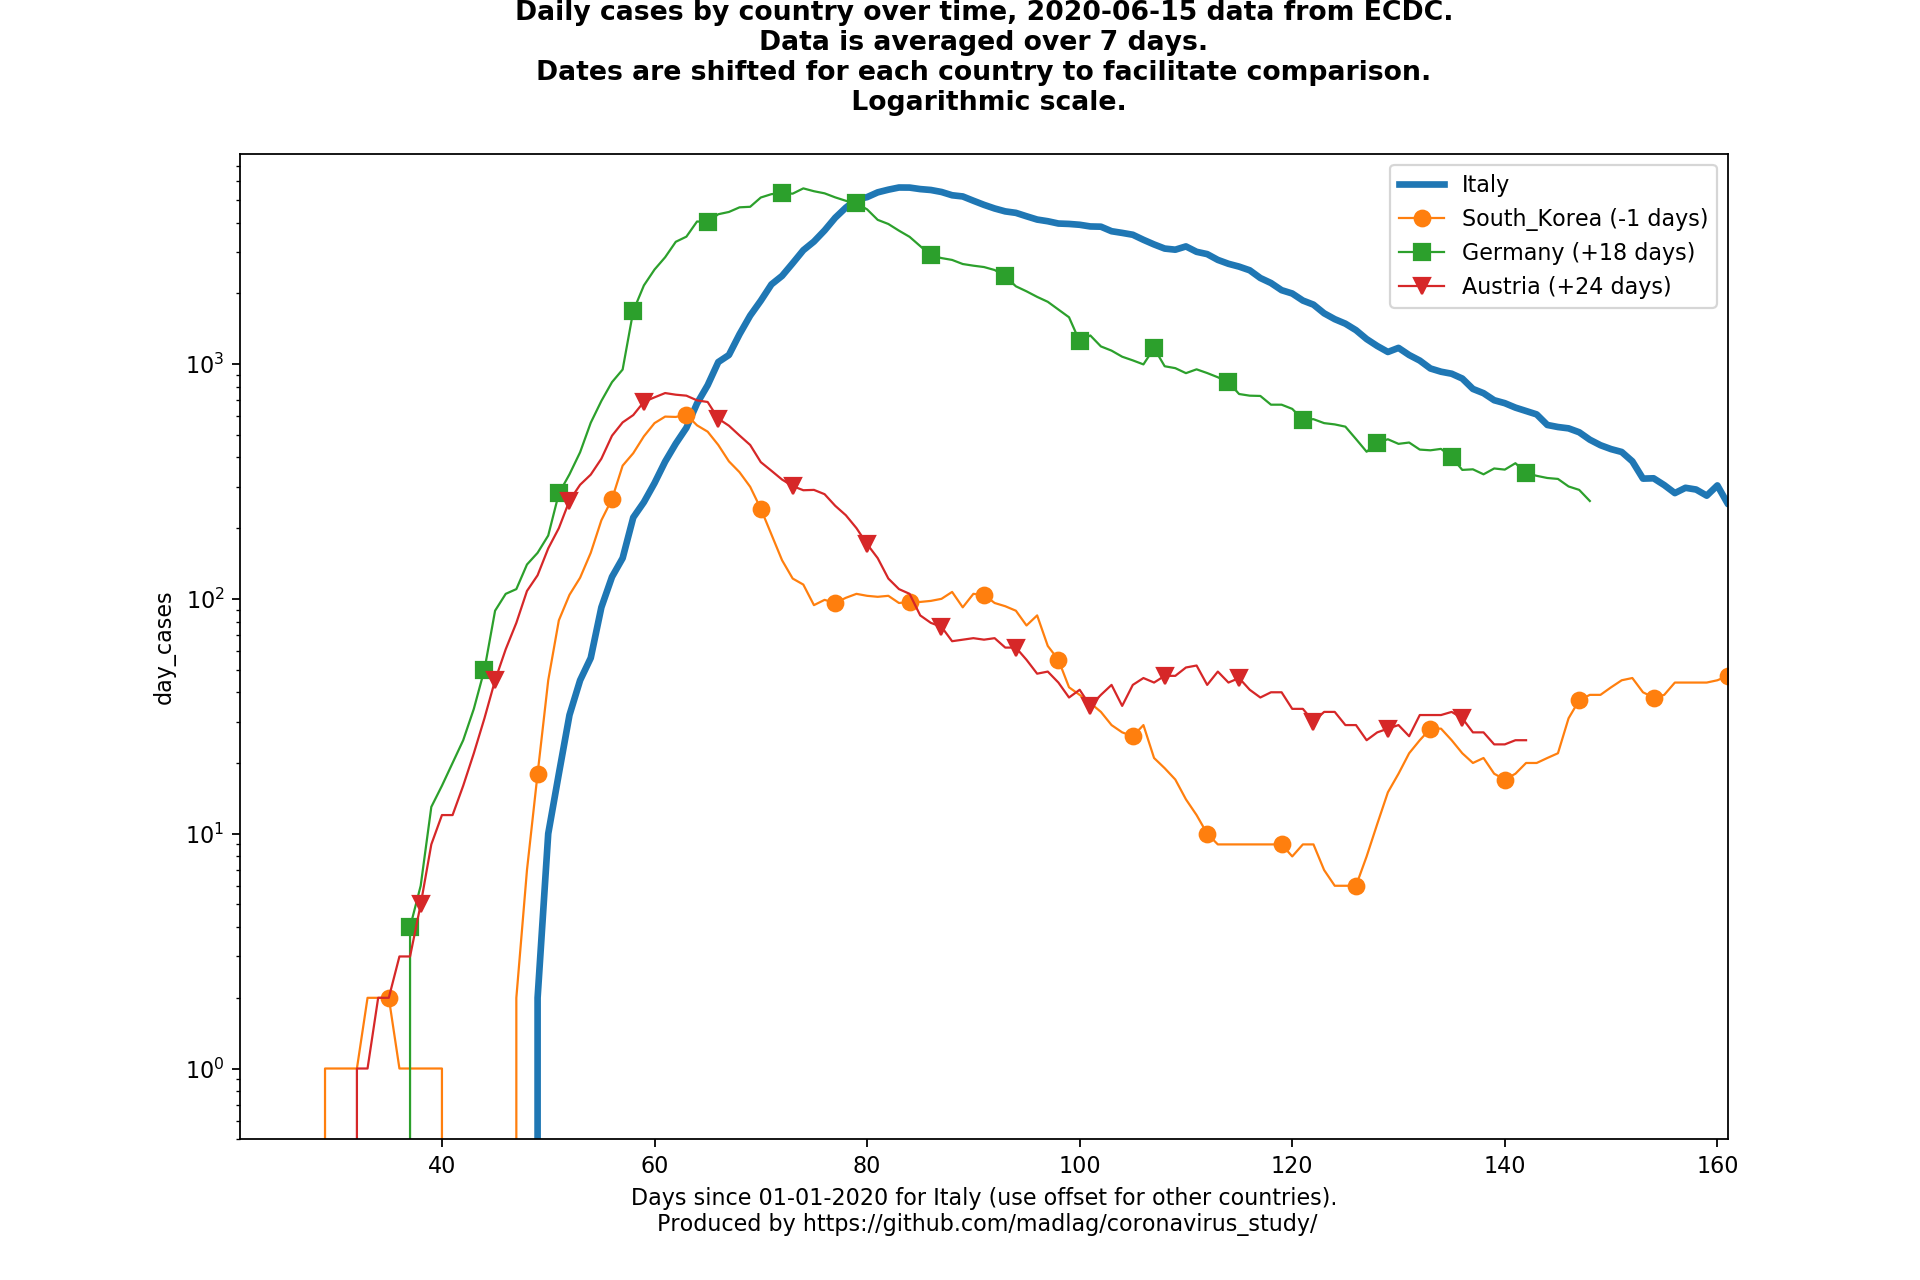 Daily cases by country over time, 2020-06-15 data from ECDC.
Data is averaged over 7 days.
Dates are shifted for each country to facilitate comparison.
Logarithmic scale.
Italy
South_Korea (-1 days)
Germany (+18 days)
Austria (+24 days)
10³
10²
10¹
10⁰
day_cases
40 60 80 100 120 140 160
Days since 01-01-2020 for Italy (use offset for other countries).
Produced by https://github.com/madlag/coronavirus_study/